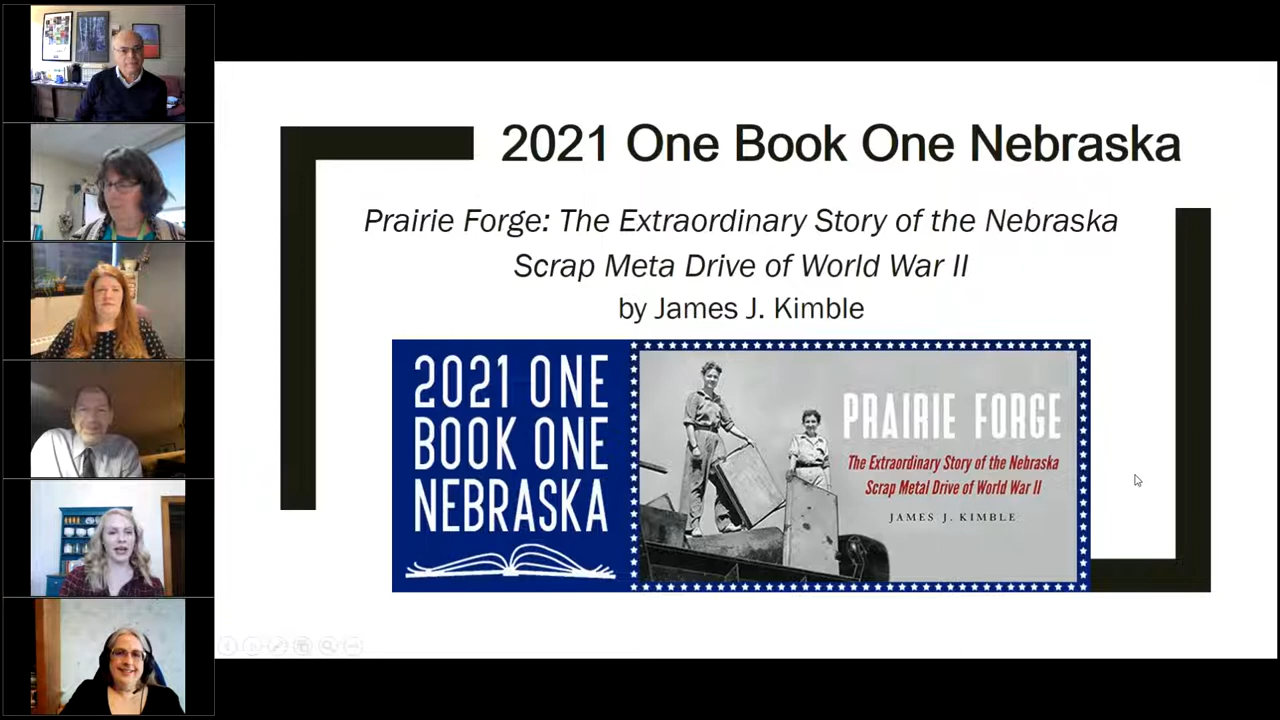 2021 One Book One Nebraska
Prairie Forge: The Extraordinary Story of the Nebraska
Scrap Meta Drive of World War II
by James J. Kimble
2021 ONE
BOOK ONE
NEBRASKA
PRAIRIE FORGE
The Extraordinary Story of the Nebraska
Scrap Metal Drive of World War II
JAMES J. KIMBLE